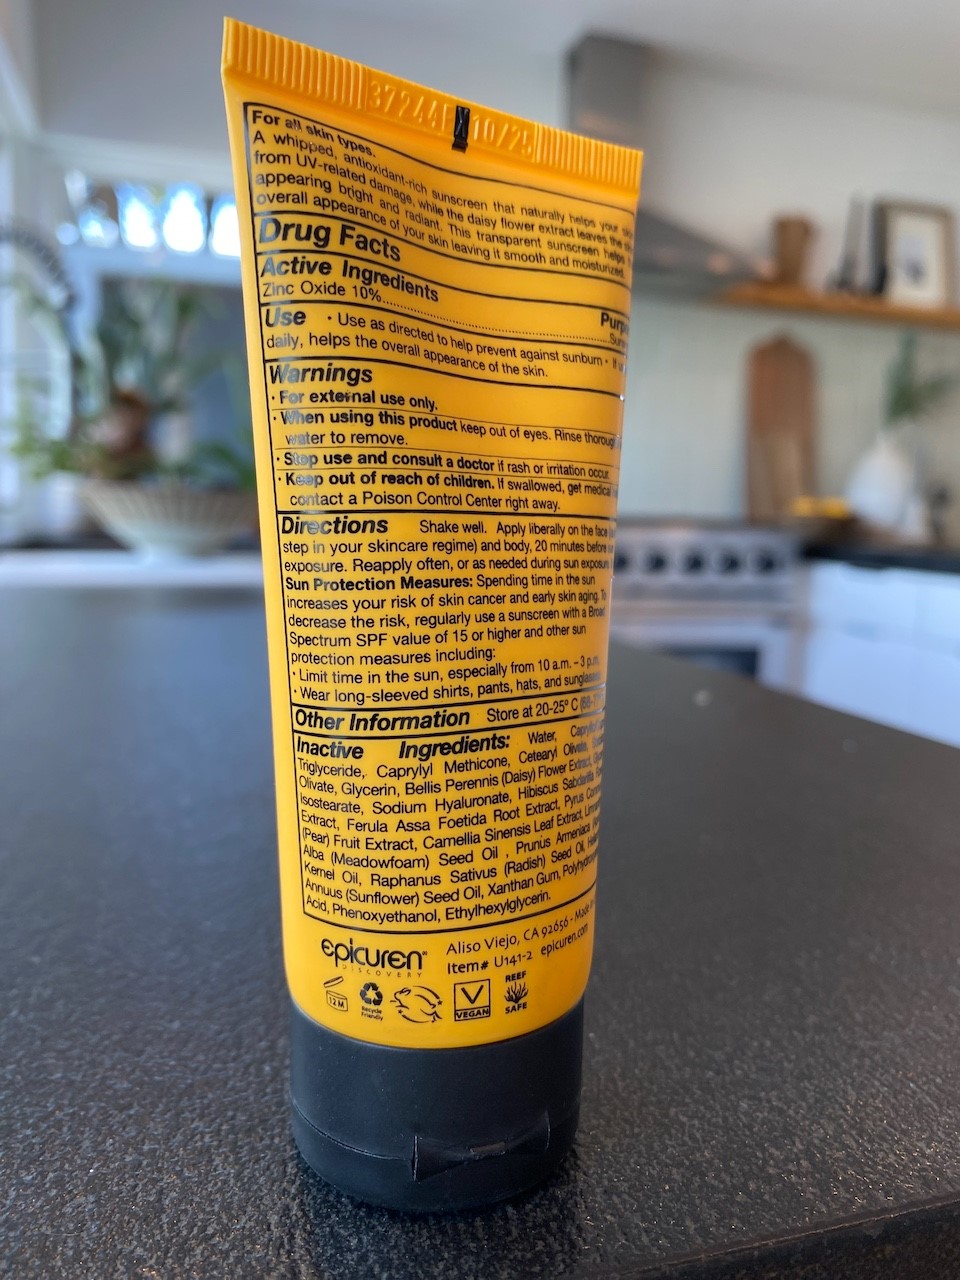 37244F 10/25
For all skin types.
A whipped, antioxidant-rich sunscreen that naturally helps your
from UV-related damage, while the daisy flower extract leaves the
appearing bright and radiant. This transparent sunscreen helps
overall appearance of your skin leaving it smooth and moisturized.
Drug Facts
Active Ingredients
Zinc Oxide 10%
Use · Use as directed to help prevent against sunburn ·
daily, helps the overall appearance of the skin.
Warnings
· For external use only.
· When using this product keep out of eyes. Rinse
water to remove.
· Stop use and consult a doctor if rash or irritation occur
· Keep out of reach of children. If swallowed, get medical
contact a Poison Control Center right away.
Directions Shake well. Apply liberally on the face
step in your skincare regime) and body, 20 minutes before
exposure. Reapply often, or as needed during sun exposure.
Sun Protection Measures: Spending time in the sun
increases your risk of skin cancer and early skin aging. To
decrease the risk, regularly use a sunscreen with a Broad
Spectrum SPF value of 15 or higher and other sun
protection measures including:
· Limit time in the sun, especially from 10 a.m. – 3 p.m.
· Wear long-sleeved shirts, pants, hats, and
Other Information Store at 20-25º C
Inactive Ingredients: Water,
Triglyceride, Caprylyl Methicone, Cetearyl Olivate,
Olivate, Glycerin, Bellis Perennis (Daisy) Flower Extract,
Isostearate, Sodium Hyaluronate, Hibiscus Sabdariffa
Extract, Ferula Assa Foetida Root Extract, Pyrus
(Pear) Fruit Extract, Camellia Sinensis Leaf Extract,
Alba (Meadowfoam) Seed Oil , Prunus Armeniaca
Kernel Oil, Raphanus Sativus (Radish) Seed Oil,
Annuus (Sunflower) Seed Oil, Xanthan Gum,
Acid, Phenoxyethanol, Ethylhexylglycerin.
epicuren®
DISCOVERY
Aliso Viejo, CA 92656 - Made
Item# U141-2 epicuren.com
12M
Recycle
Friendly
V
VEGAN
REEF
SAFE